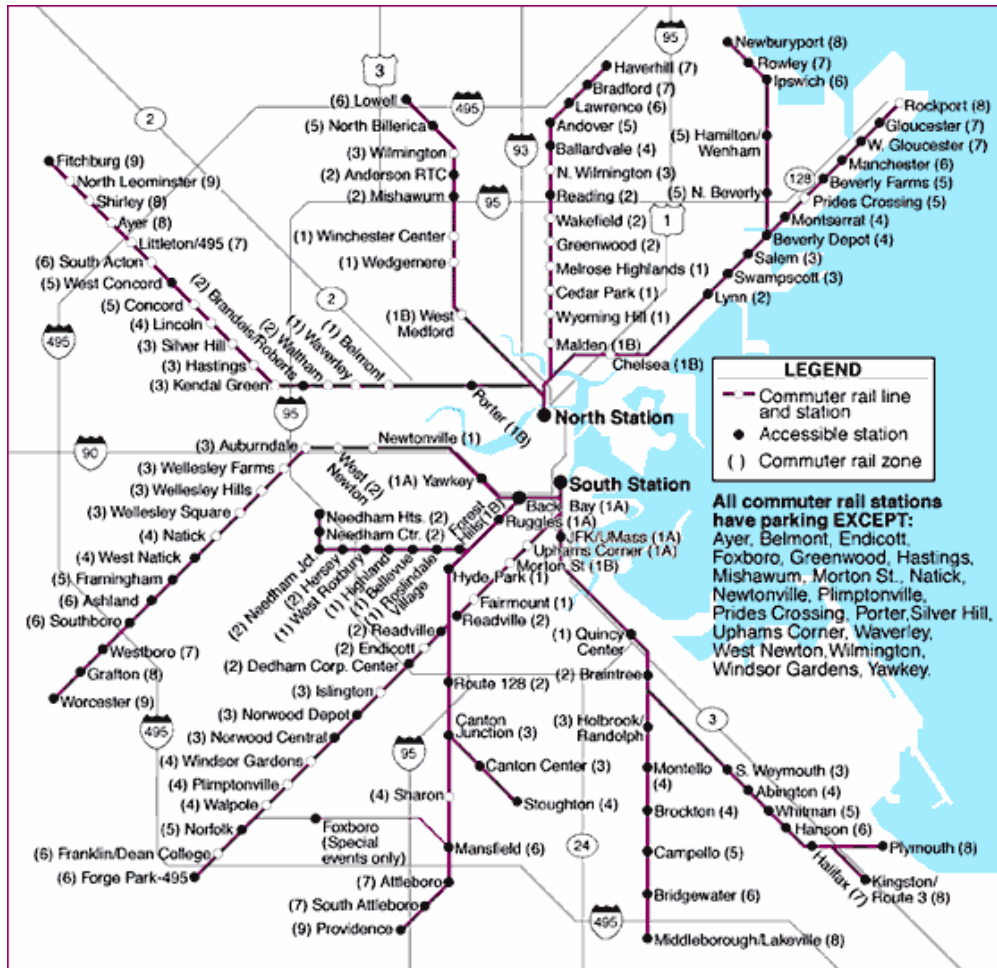 95
Newburyport (8)
Rowley (7)
Ipswich (6)
3
Haverhill (7)
Bradford (7)
Lawrence (6)
(6) Lowell
495
Andover (5)
Rockport (8)
Gloucester (7)
W. Gloucester (7)
Manchester (6)
Beverly Farms (5)
Prides Crossing (5)
Montserrat (4)
Beverly Depot (4)
Salem (3)
Swampscott (3)
Lynn (2)
(5) Hamilton/
Wenham
(5) N. Beverly
128
2
(5) North Billerica
93
Ballardvale (4)
(3) Wilmington
N. Wilmington (3)
(2) Anderson RTC
Reading (2)
(2) Mishawum
95
Wakefield (2)
1
(1) Winchester Center
Greenwood (2)
(1) Wedgemere
Melrose Highlands (1)
Cedar Park (1)
(1B) West
Medford
Wyoming Hill (1)
Malden (1B)
Chelsea (1B)
Fitchburg (9)
North Leominster (9)
Shirley (9)
Ayer (8)
Littleton/495 (7)
(6) South Acton
(5) West Concord
(5) Concord
(4) Lincoln
(3) Silver Hill
(3) Hastings
(3) Kendal Green
495
2
(2) Brandeis/Roberts
(2) Waltham
(1) Waverley
(1) Belmont
Porter (1B)
95
North Station
LEGEND
Commuter rail line
and station
Accessible station
( ) Commuter rail zone
90
(3) Auburndale
Newtonville (1)
West (2)
Newton
(3) Wellesley Farms
(3) Wellesley Hills
(3) Wellesley Square
(4) Natick
(4) West Natick
(5) Framingham
(6) Ashland
(6) Southboro
Westboro (7)
Grafton (8)
Worcester (9)
(1A) Yawkey
South Station
Back Bay (1A)
Ruggles (1A)
Forest
Hills(1B)
JFK/UMass (1A)
Uphams Corner (1A)
Morton St (1B)
Needham Hts. (2)
Needham Ctr. (2)
(2) Needham Jct
(2) Hersey
(1) West Roxbury
(1) Highland
(1) Bellevue
(1) Roslindale
Village
Hyde Park (1)
Fairmount (1)
Readville (2)
(2) Readville
(2) Endicott
(2) Dedham Corp. Center
(3) Islington
(3) Norwood Depot
(3) Norwood Central
(4) Windsor Gardens
(4) Plimptonville
(4) Walpole
(5) Norfolk
(6) Franklin/Dean College
(6) Forge Park-495
495
95
Foxboro
(Special
events only)
Route 128 (2)
Canton
Junction (3)
Canton Center (3)
Stoughton (4)
(4) Sharon
Mansfield (6)
(7) Attleboro
(7) South Attleboro
(9) Providence
(1) Quincy
Center
(2) Braintree
(3) Holbrook/
Randolph
Montello
(4)
Brockton (4)
Campello (5)
Bridgewater (6)
Middleborough/Lakeville (8)
24
495
3
S. Weymouth (3)
Abington (4)
Whitman (5)
Hanson (6)
Halifax (7)
Plymouth (8)
Kingston/
Route 3 (8)
All commuter rail stations
have parking EXCEPT:
Ayer, Belmont, Endicott,
Foxboro, Greenwood, Hastings,
Mishawum, Morton St., Natick,
Newtonville, Plimptonville,
Prides Crossing, Porter,Silver Hill,
Uphams Corner, Waverley,
West Newton,Wilmington,
Windsor Gardens, Yawkey.